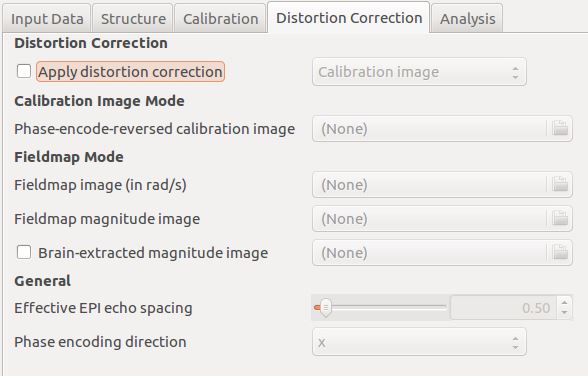 Input Data Structure Calibration Distortion Correction Analysis
Distortion Correction
Apply distortion correction Calibration image
Calibration Image Mode
Phase-encode-reversed calibration image (None)
Fieldmap Mode
Fieldmap image (in rad/s) (None)
Fieldmap magnitude image (None)
Brain-extracted magnitude image (None)
General
Effective EPI echo spacing 0.50
Phase encoding direction x